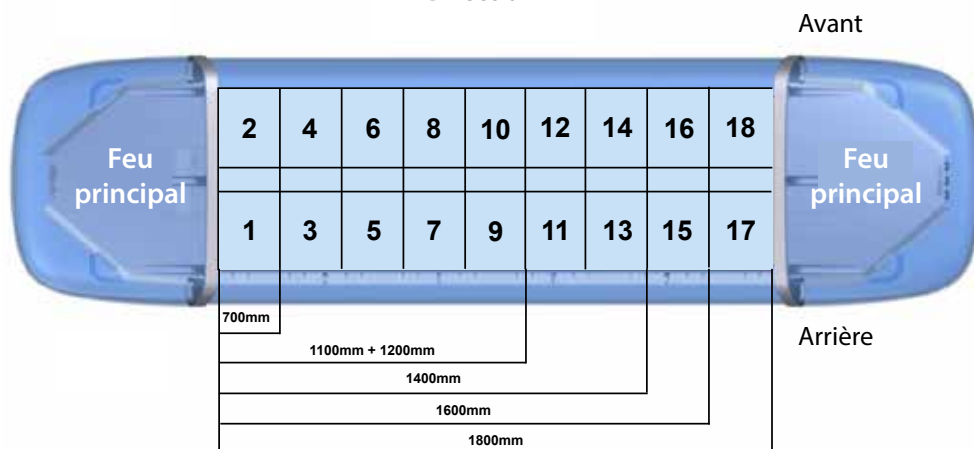 Avant
2 4 6 8 10 12 14 16 18
Feu
principal
Feu
principal
1 3 5 7 9 11 13 15 17
700mm
Arrière
1100mm + 1200mm
1400mm
1600mm
1800mm